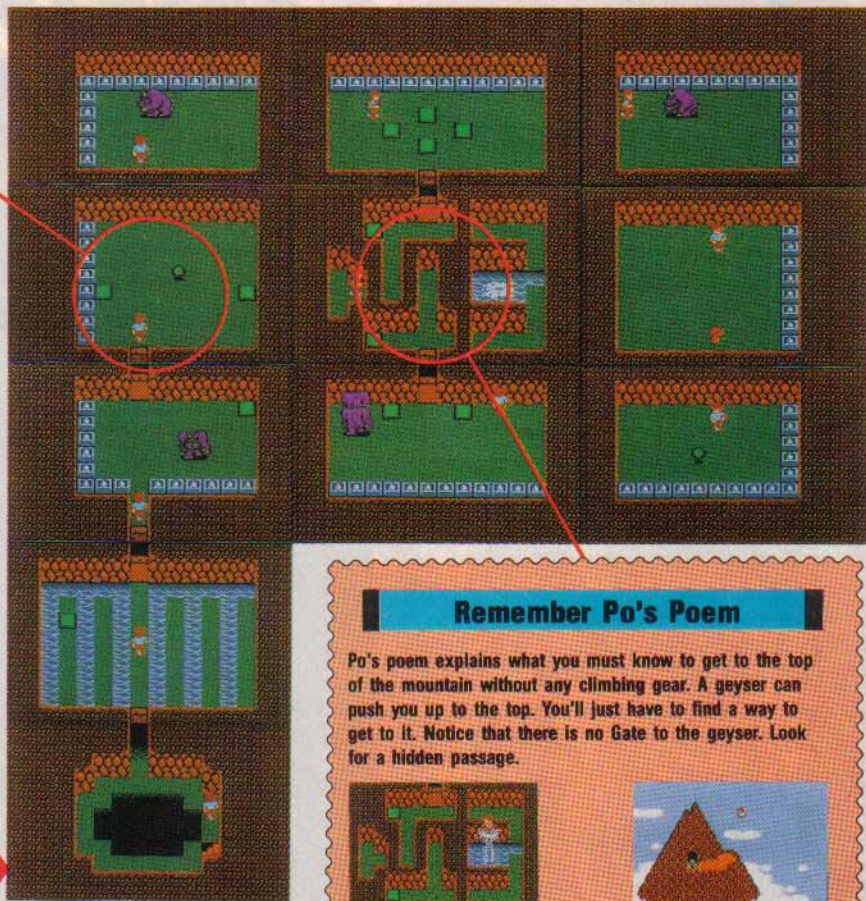 Remember Po's Poem
Po's poem explains what you must know to get to the top
of the mountain without any climbing gear. A geyser can
push you up to the top. You'll just have to find a way to
get to it. Notice that there is no Gate to the geyser. Look
for a hidden passage.